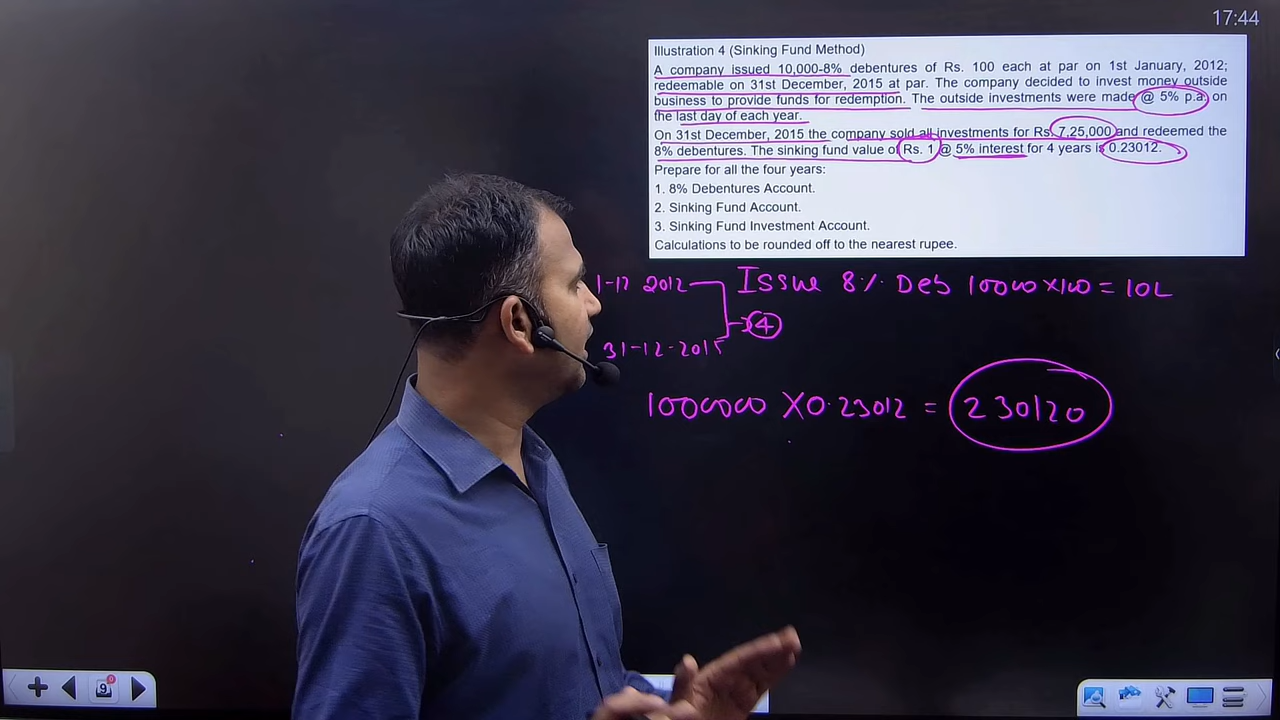 17:44
Illustration 4 (Sinking Fund Method)
A company issued 10,000-8% debentures of Rs. 100 each at par on 1st January, 2012;
redeemable on 31st December, 2015 at par. The company decided to invest money outside
business to provide funds for redemption. The outside investments were made @ 5% p.a. on
the last day of each year.
On 31st December, 2015 the company sold all investments for Rs. 7,25,000 and redeemed the
8% debentures. The sinking fund value of Rs. 1 @ 5% interest for 4 years is 0.23012.
Prepare for all the four years:
1. 8% Debentures Account.
2. Sinking Fund Account.
3. Sinking Fund Investment Account.
Calculations to be rounded off to the nearest rupee.
2012 Issue 8% Deb 10000 x 100 = 10L
4
31-12-2015
1000000 X 0.23012 = 230120
9